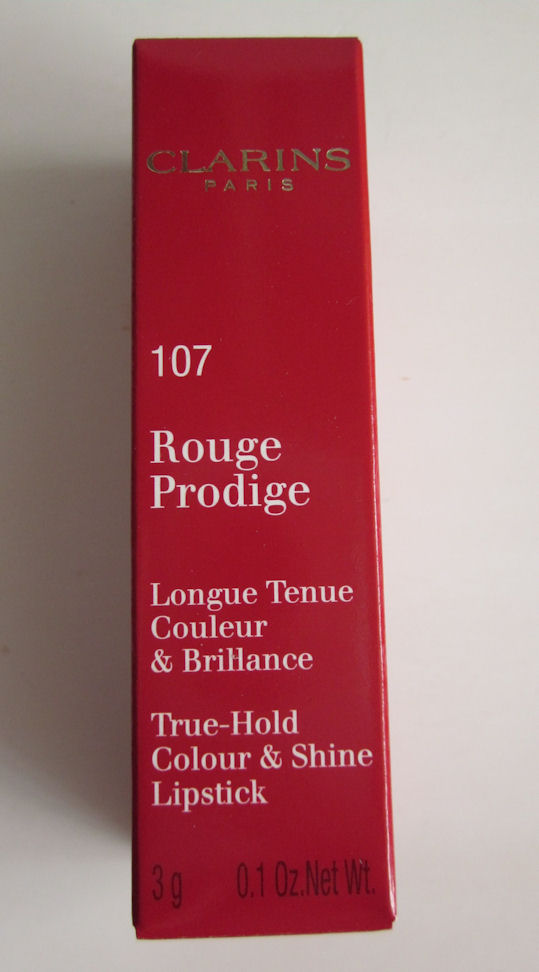 CLARINS
PARIS
107
Rouge
Prodige
Longue Tenue
Couleur
& Brillance
True-Hold
Colour & Shine
Lipstick
3 g 0.1 Oz.Net Wt.